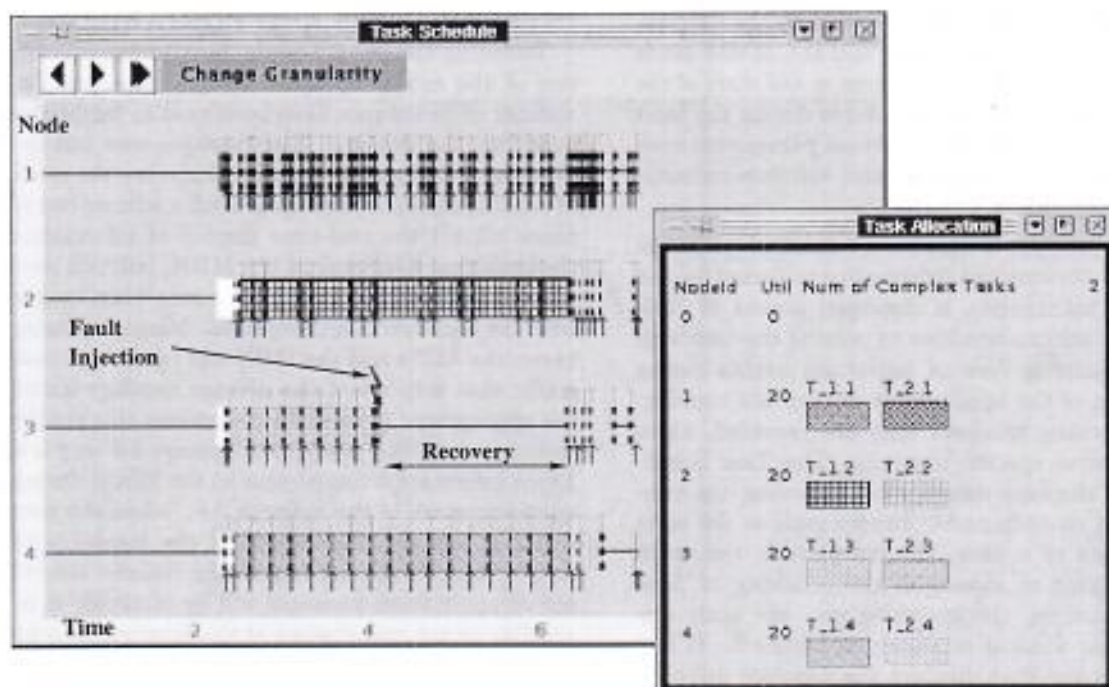 Task Schedule
Change Granularity
Node
1
2
Fault
Injection
3
Recovery
4
Time 2 4 6
Task Allocation
NodeId Util Num of Complex Tasks 2
0 0
1 20 T_1.1 T_2.1
2 20 T_1.2 T_2.2
3 20 T_1.3 T_2.3
4 20 T_1.4 T_2.4